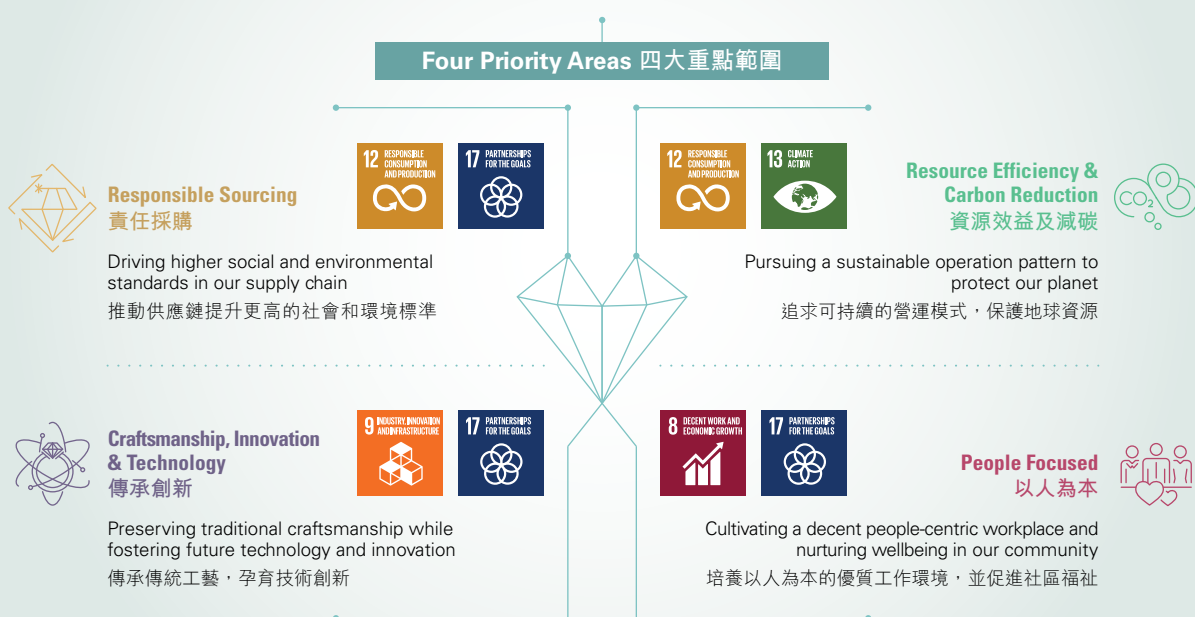 Four Priority Areas 四大重點範圍
12 RESPONSIBLE
CONSUMPTION
AND PRODUCTION
17 PARTNERSHIPS
FOR THE GOALS
Responsible Sourcing
責任採購
Driving higher social and environmental
standards in our supply chain
推動供應鏈提升更高的社會和環境標準
12 RESPONSIBLE
CONSUMPTION
AND PRODUCTION
13 CLIMATE
ACTION
Resource Efficiency &
Carbon Reduction
資源效益及減碳
CO2
Pursuing a sustainable operation pattern to
protect our planet
追求可持續的營運模式，保護地球資源
9 INDUSTRY, INNOVATION
AND INFRASTRUCTURE
17 PARTNERSHIPS
FOR THE GOALS
Craftsmanship, Innovation
& Technology
傳承創新
Preserving traditional craftsmanship while
fostering future technology and innovation
傳承傳統工藝，孕育技術創新
8 DECENT WORK AND
ECONOMIC GROWTH
17 PARTNERSHIPS
FOR THE GOALS
People Focused
以人為本
Cultivating a decent people-centric workplace and
nurturing wellbeing in our community
培養以人為本的優質工作環境，並促進社區福祉